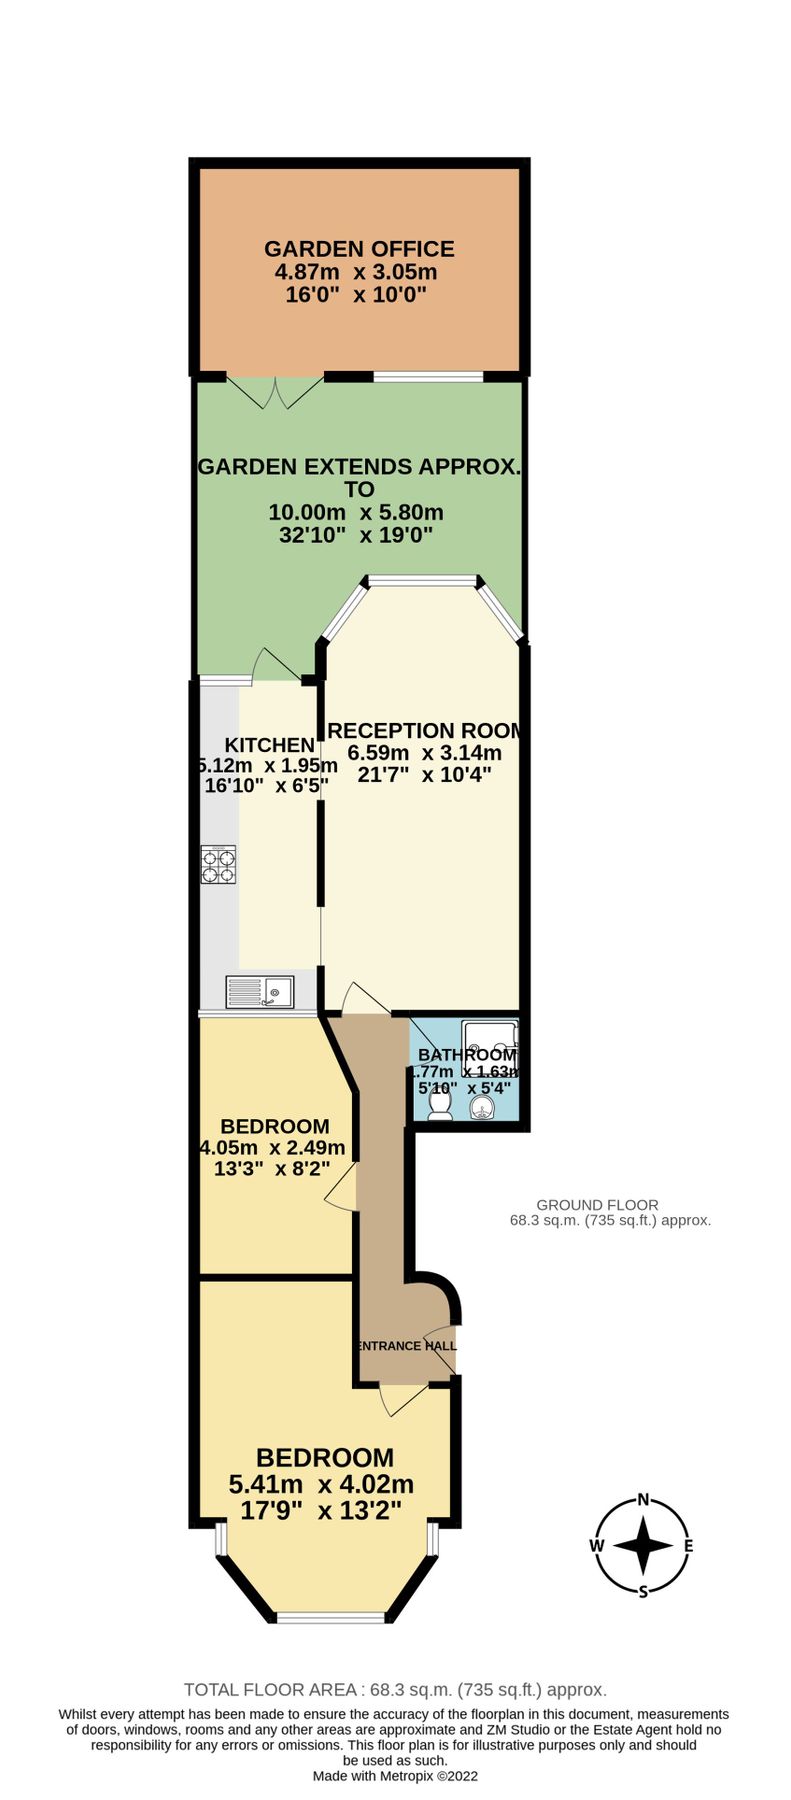 GARDEN OFFICE
4.87m x 3.05m
16'0" x 10'0"
GARDEN EXTENDS APPROX.
TO
10.00m x 5.80m
32'10" x 19'0"
RECEPTION ROOM
6.59m x 3.14m
21'7" x 10'4"
KITCHEN
5.12m x 1.95m
16'10" x 6'5"
BATHROOM
1.77m x 1.63m
5'10" x 5'4"
BEDROOM
4.05m x 2.49m
13'3" x 8'2"
GROUND FLOOR
68.3 sq.m. (735 sq.ft.) approx.
ENTRANCE HALL
BEDROOM
5.41m x 4.02m
17'9" x 13'2"
N
W E
S
TOTAL FLOOR AREA : 68.3 sq.m. (735 sq.ft.) approx.
Whilst every attempt has been made to ensure the accuracy of the floorplan in this document, measurements
of doors, windows, rooms and any other areas are approximate and ZM Studio or the Estate Agent hold no
responsibility for any errors or omissions. This floor plan is for illustrative purposes only and should
be used as such.
Made with Metropix ©2022